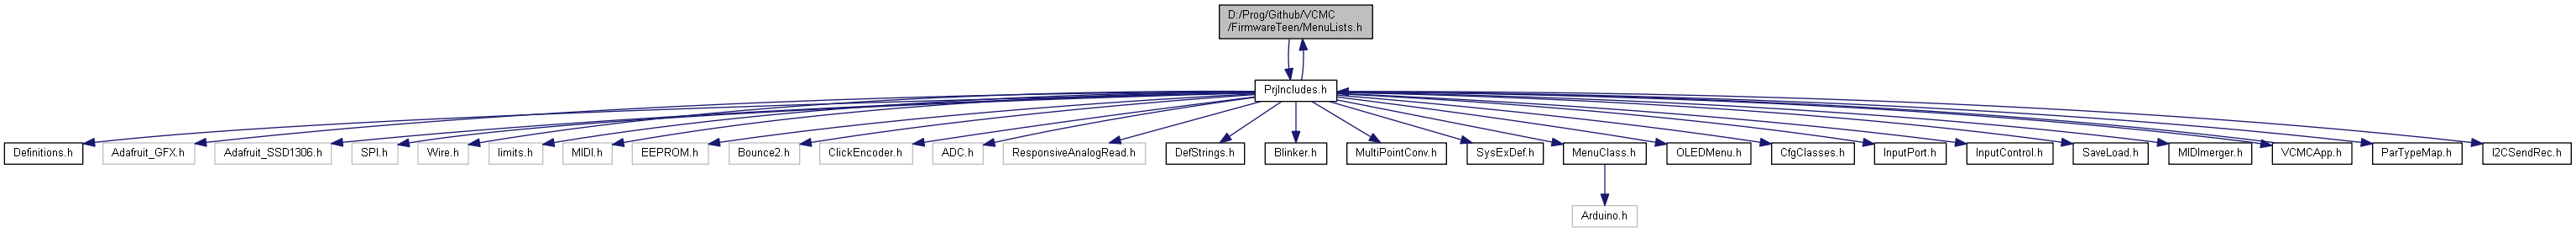 D:/Prog/Github/VCMC
/FirmwareTeen/MenuLists.h
PrjIncludes.h
Definitions.h
Adafruit_GFX.h
Adafruit_SSD1306.h
SPI.h
Wire.h
limits.h
MIDI.h
EEPROM.h
Bounce2.h
ClickEncoder.h
ADC.h
ResponsiveAnalogRead.h
DefStrings.h
Blinker.h
MultiPointConv.h
SysExDef.h
MenuClass.h
OLEDMenu.h
CfgClasses.h
InputPort.h
InputControl.h
SaveLoad.h
MIDImerger.h
VCMCApp.h
ParTypeMap.h
I2CSendRec.h
Arduino.h